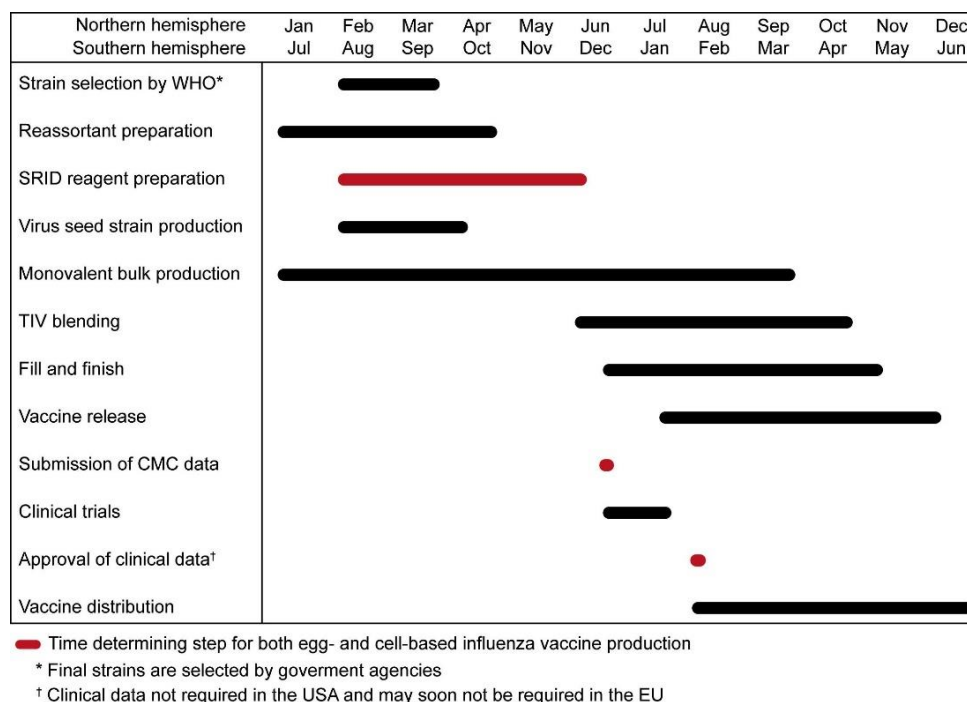 Northern hemisphere Jan Feb Mar Apr May Jun Jul Aug Sep Oct Nov Dec
Southern hemisphere Jul Aug Sep Oct Nov Dec Jan Feb Mar Apr May Jun
Strain selection by WHO*
Reassortant preparation
SRID reagent preparation
Virus seed strain production
Monovalent bulk production
TIV blending
Fill and finish
Vaccine release
Submission of CMC data
Clinical trials
Approval of clinical data†
Vaccine distribution
Time determining step for both egg- and cell-based influenza vaccine production
* Final strains are selected by goverment agencies
† Clinical data not required in the USA and may soon not be required in the EU